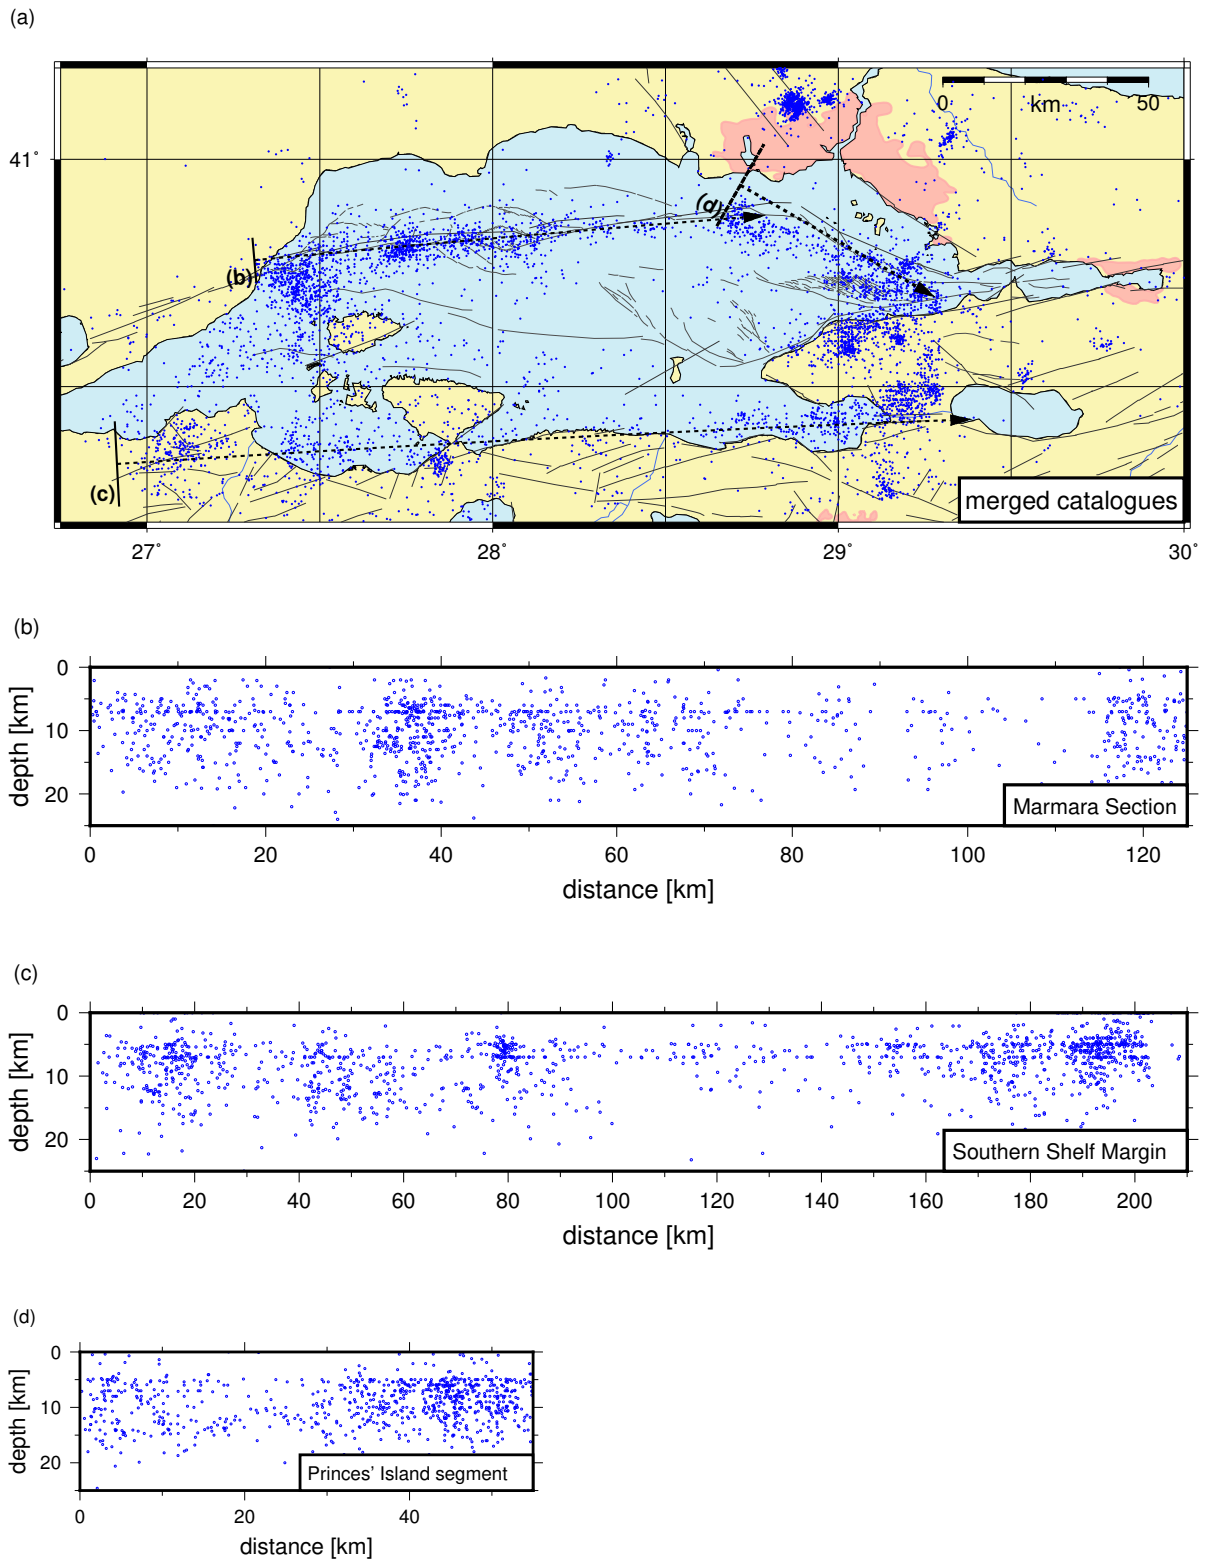 (a)
0 km 50
41°
(d)
(b)
(c)
merged catalogues
27° 28° 29° 30°
(b)
0
10
20
depth [km]
Marmara Section
0 20 40 60 80 100 120
distance [km]
(c)
0
10
20
depth [km]
Southern Shelf Margin
0 20 40 60 80 100 120 140 160 180 200
distance [km]
(d)
0
10
20
depth [km]
Princes' Island segment
0 20 40
distance [km]